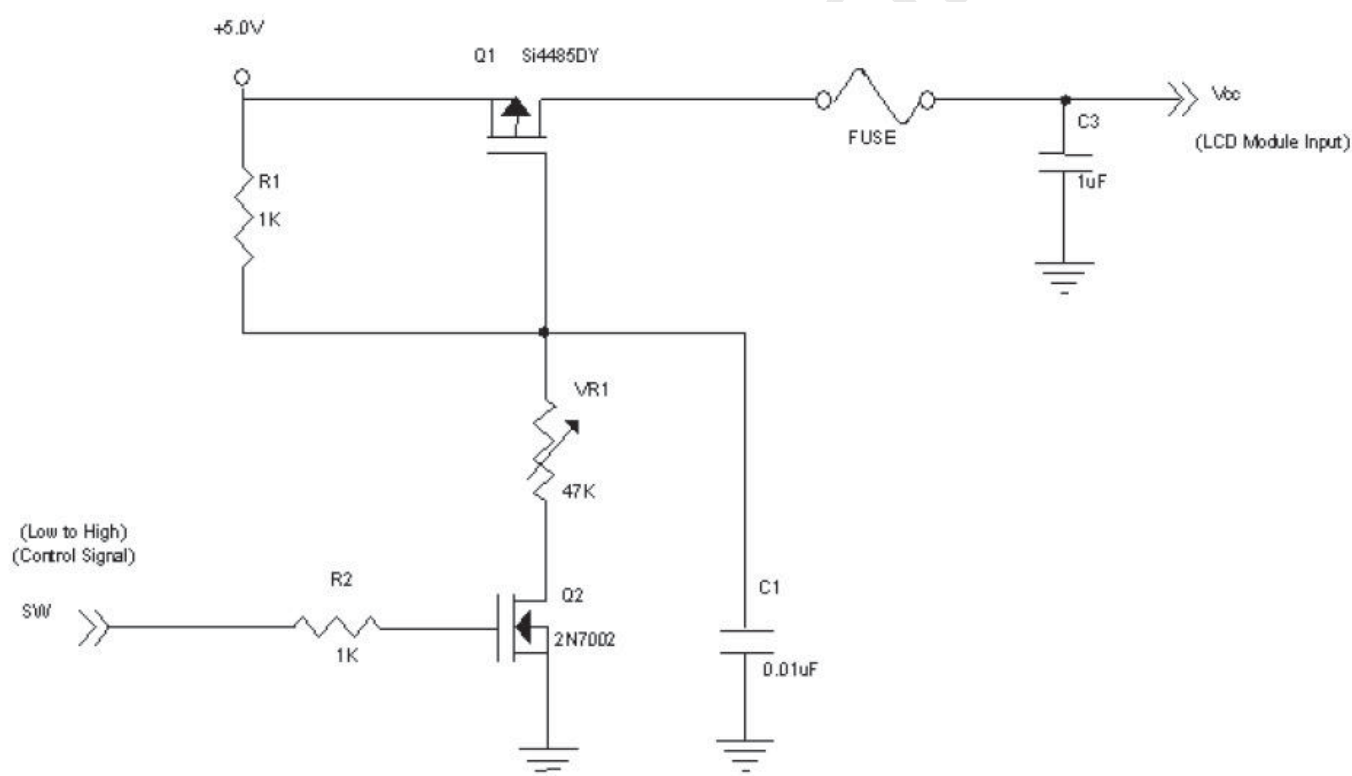 +5.0V
Q1 Si4485DY
FUSE
Vcc
C3
(LCD Module Input)
1uF
R1
1K
VR1
47K
(Low to High)
(Control Signal)
SW
R2
1K
Q2
2N7002
C1
0.01uF